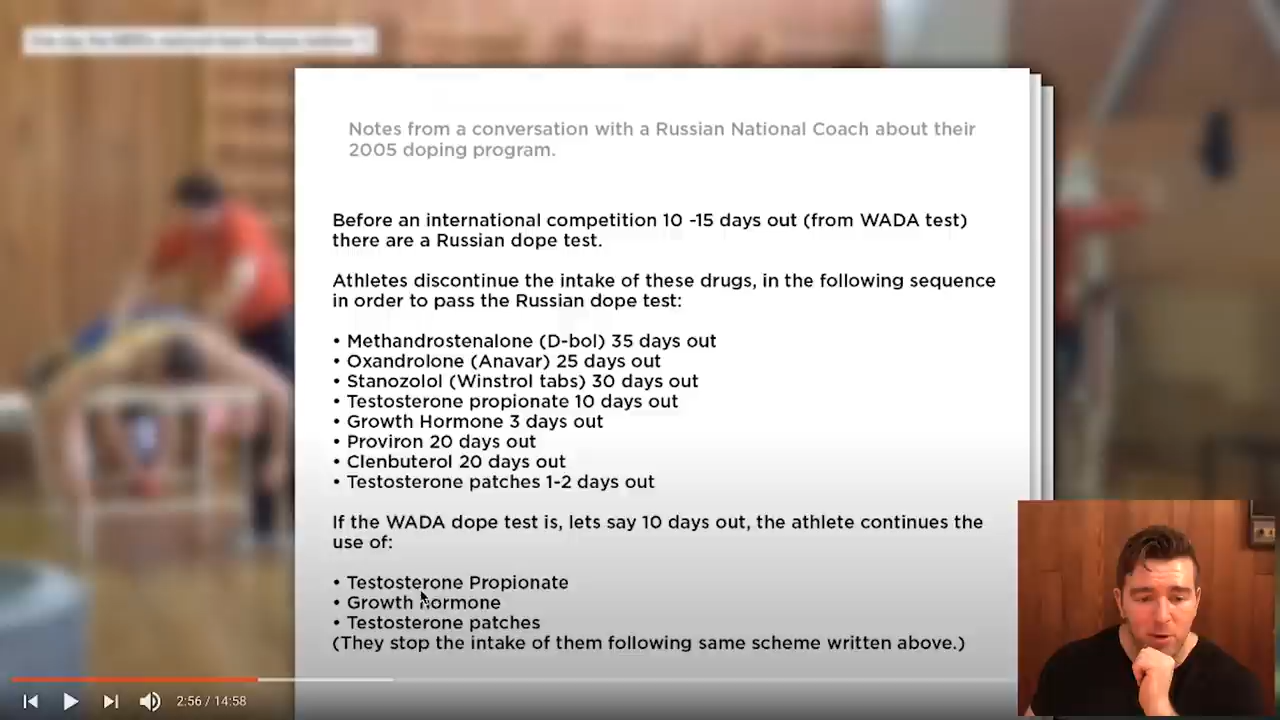 Notes from a conversation with a Russian National Coach about their
2005 doping program.
Before an international competition 10 -15 days out (from WADA test)
there are a Russian dope test.
Athletes discontinue the intake of these drugs, in the following sequence
in order to pass the Russian dope test:
• Methandrostenalone (D-bol) 35 days out
• Oxandrolone (Anavar) 25 days out
• Stanozolol (Winstrol tabs) 30 days out
• Testosterone propionate 10 days out
• Growth Hormone 3 days out
• Proviron 20 days out
• Clenbuterol 20 days out
• Testosterone patches 1-2 days out
If the WADA dope test is, lets say 10 days out, the athlete continues the
use of:
• Testosterone Propionate
• Growth hormone
• Testosterone patches
(They stop the intake of them following same scheme written above.)
2:56 / 14:58